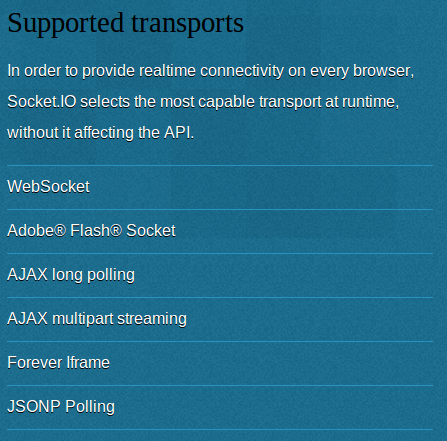 Supported transports
In order to provide realtime connectivity on every browser,
Socket.IO selects the most capable transport at runtime,
without it affecting the API.
WebSocket
Adobe® Flash® Socket
AJAX long polling
AJAX multipart streaming
Forever Iframe
JSONP Polling